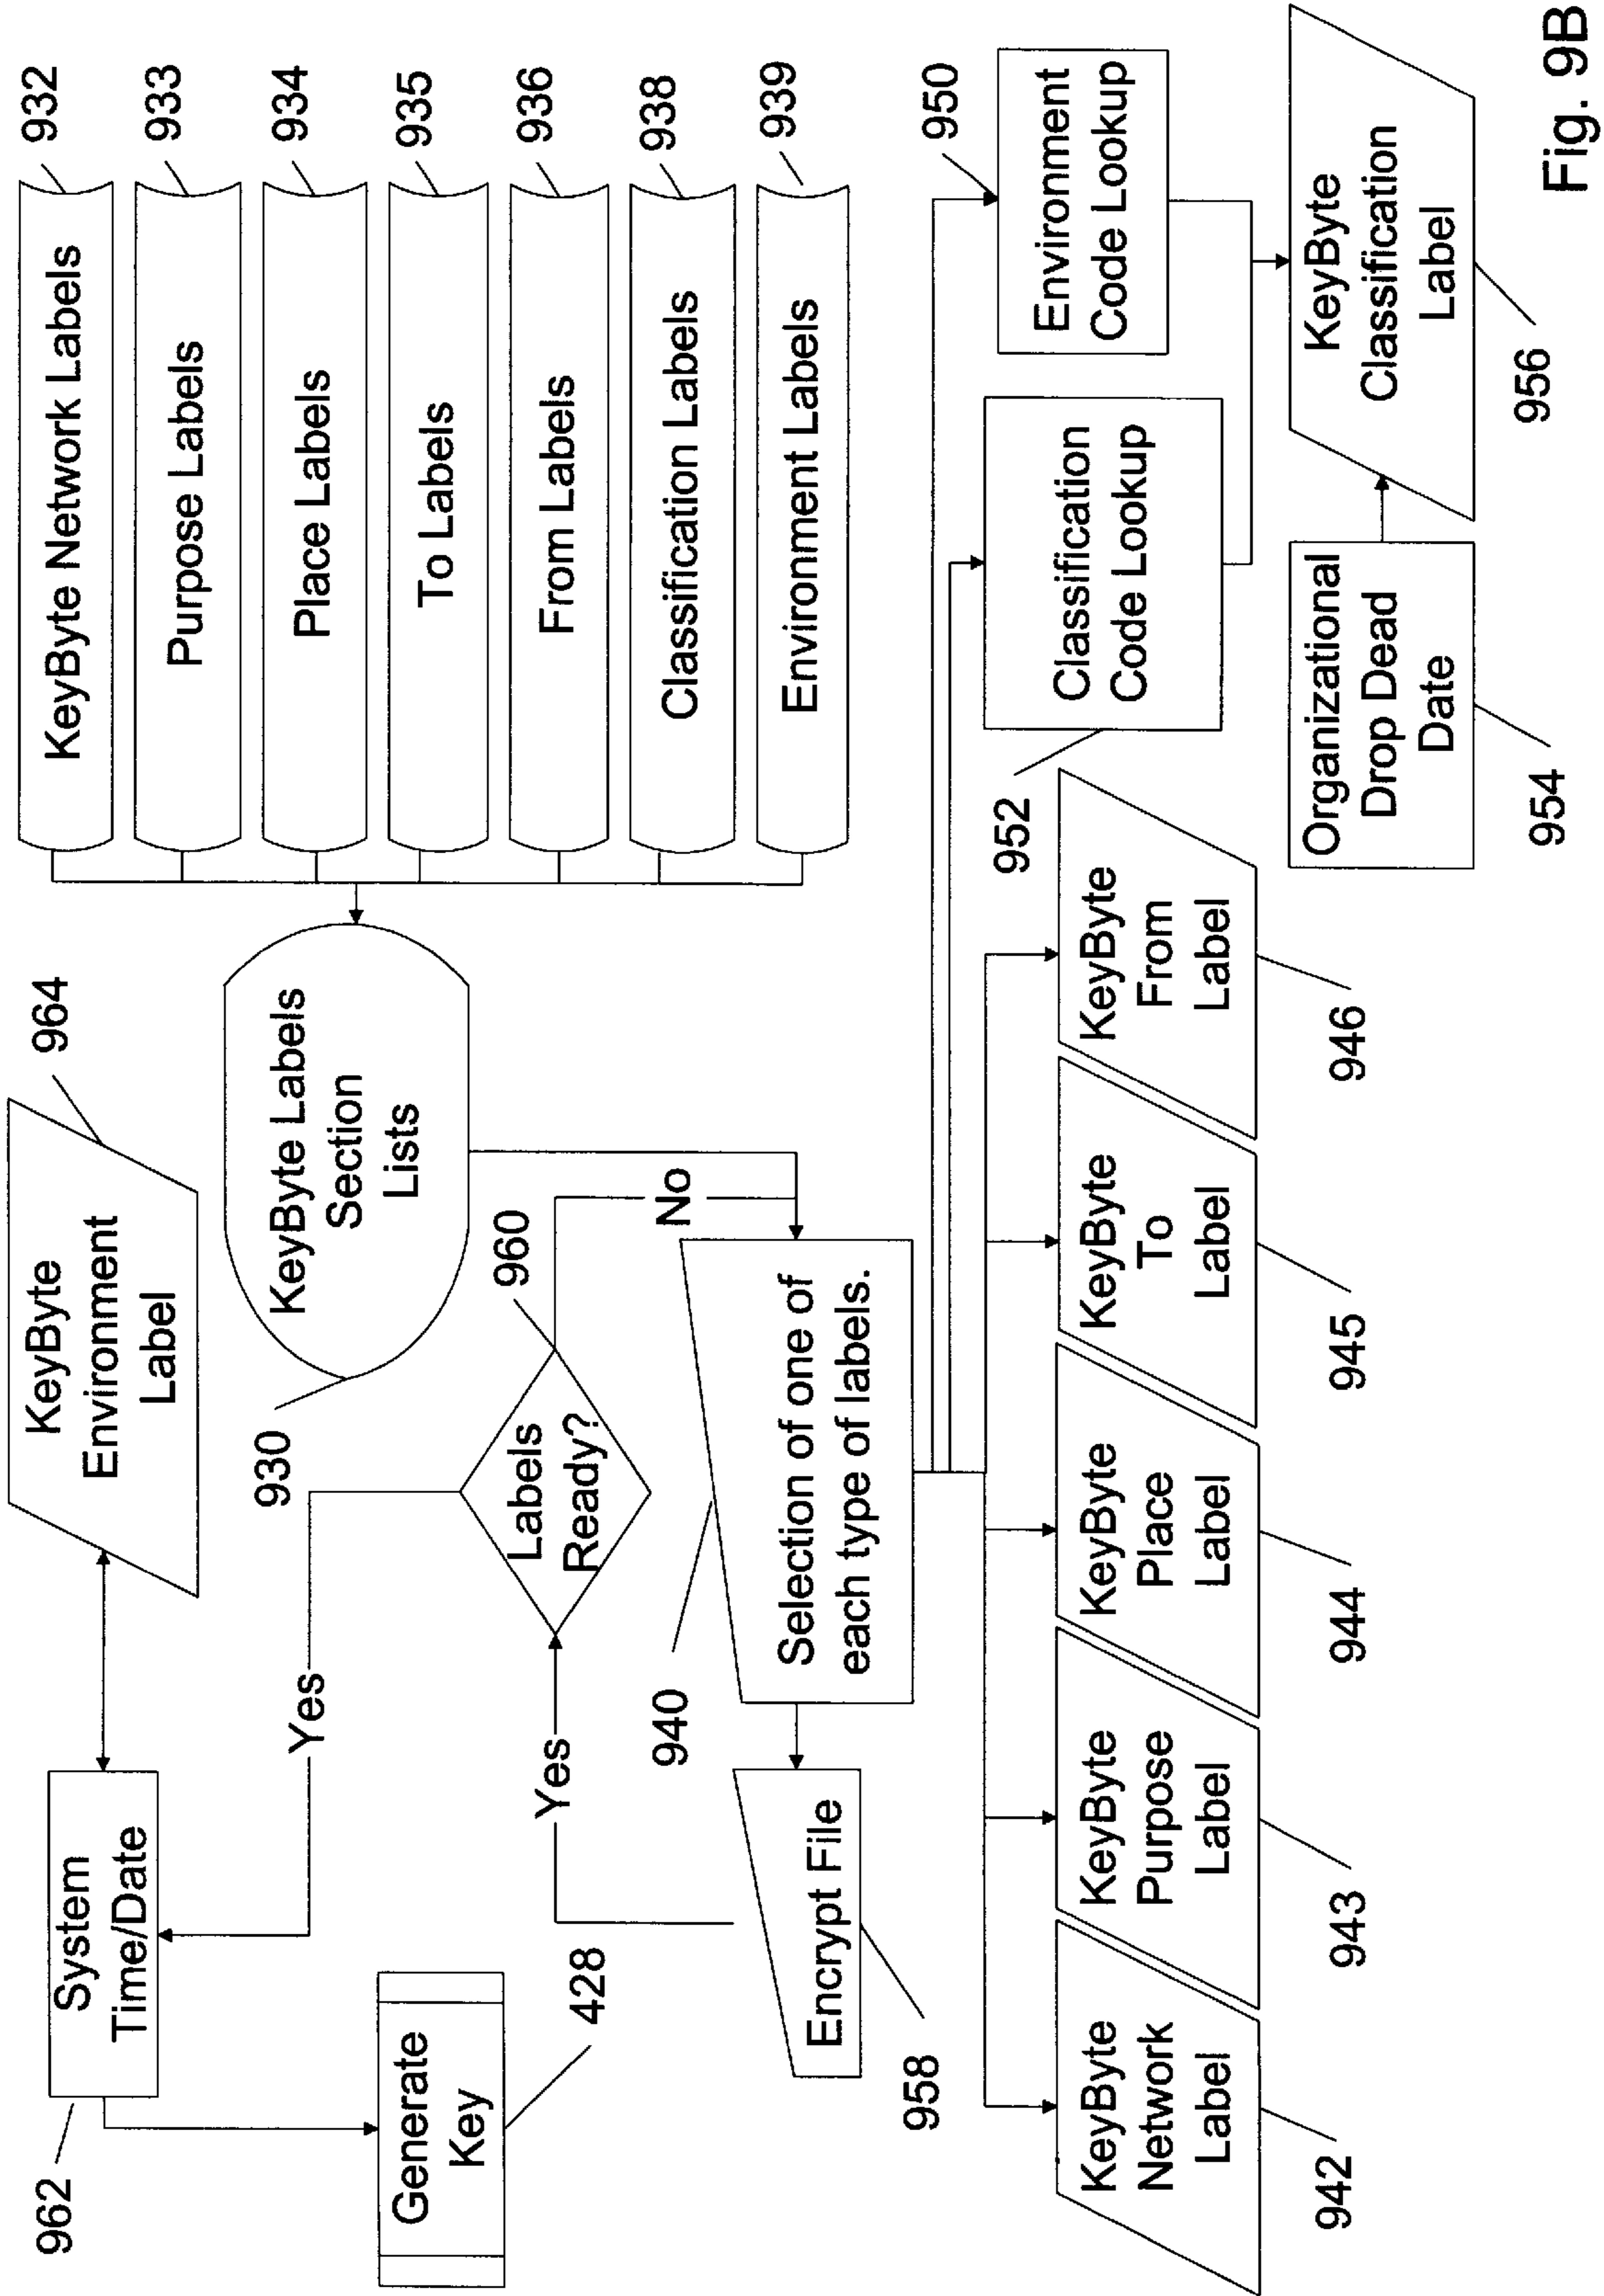 962
System
Time/Date
KeyByte
Environment
Label
964
Yes
Generate
Key
428
930
KeyByte Labels
Section
Lists
KeyByte Network Labels
932
Purpose Labels
933
Place Labels
934
To Labels
935
From Labels
936
Classification Labels
938
Environment Labels
939
Yes
Labels
Ready?
960
No
940
Encrypt File
958
Selection of one of
each type of labels.
KeyByte
Network
Label
942
KeyByte
Purpose
Label
943
KeyByte
Place
Label
944
KeyByte
To
Label
945
KeyByte
From
Label
946
952
Classification
Code Lookup
950
Environment
Code Lookup
Organizational
Drop Dead
Date
954
KeyByte
Classification
Label
956
Fig. 9B